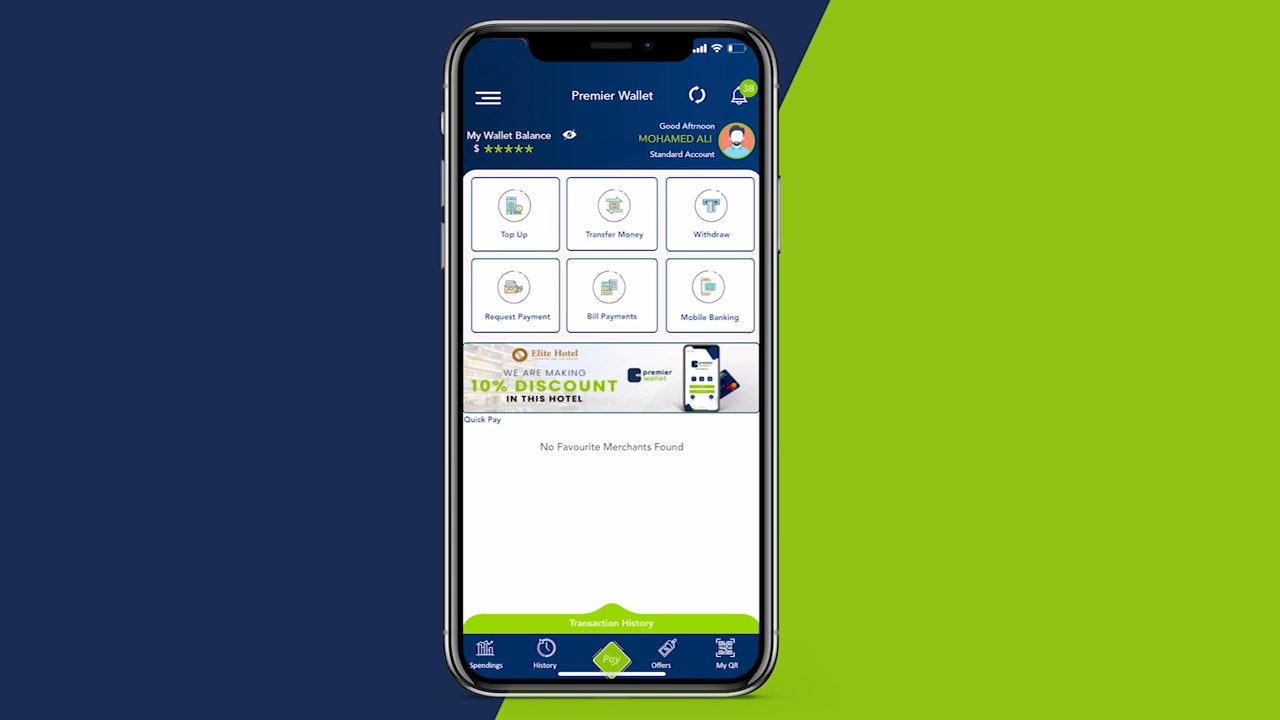 Premier Wallet
38
My Wallet Balance
$ *****
Good Aftrnoon
MOHAMED ALI
Standard Account
Top Up
Transfer Money
Withdraw
Request Payment
Bill Payments
Mobile Banking
Elite Hotel
WE ARE MAKING
10% DISCOUNT
IN THIS HOTEL
premier
wallet
Quick Pay
No Favourite Merchants Found
Transaction History
Spendings
History
Pay
Offers
My QR